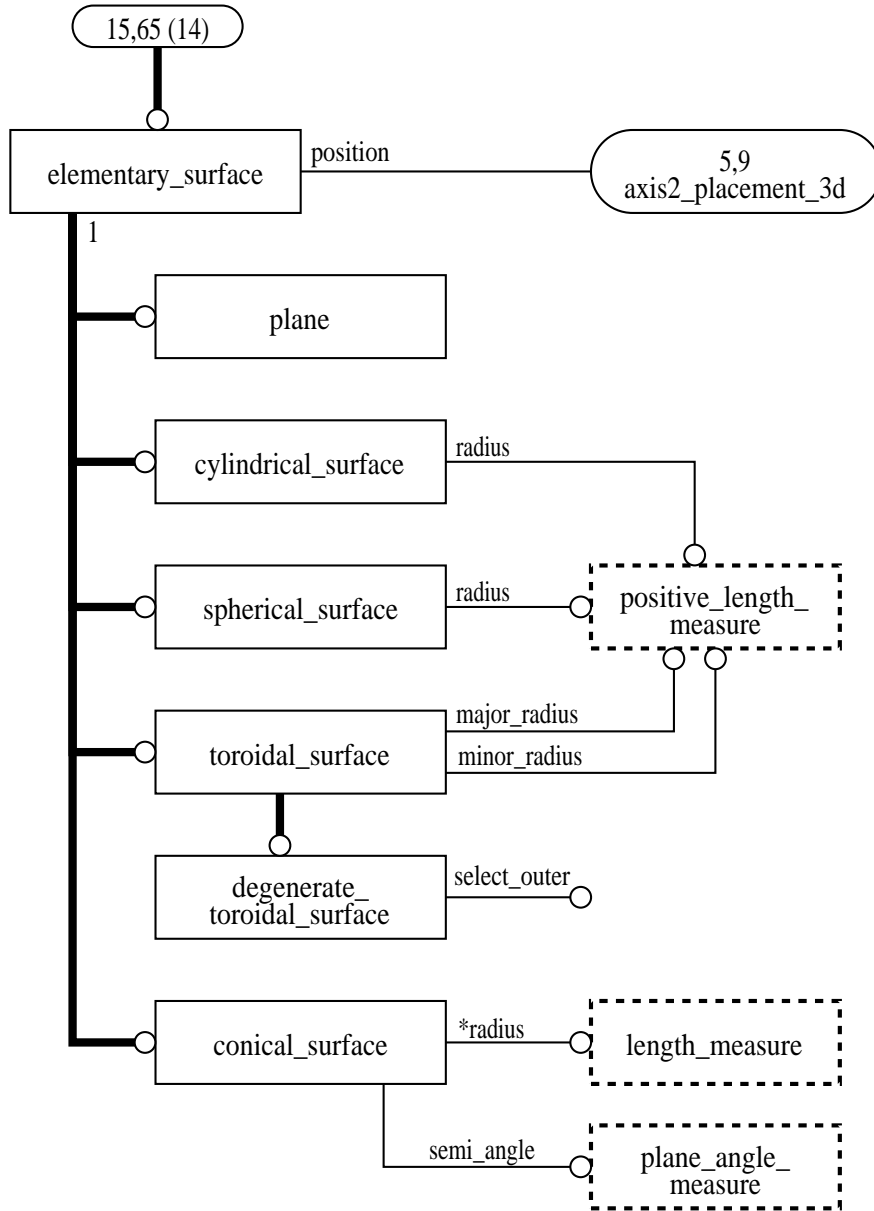 15,65 (14)
elementary_surface
position
5,9
axis2_placement_3d
1
plane
cylindrical_surface
radius
spherical_surface
radius
positive_length_
measure
toroidal_surface
major_radius
minor_radius
degenerate_
toroidal_surface
select_outer
conical_surface
*radius
length_measure
semi_angle
plane_angle_
measure